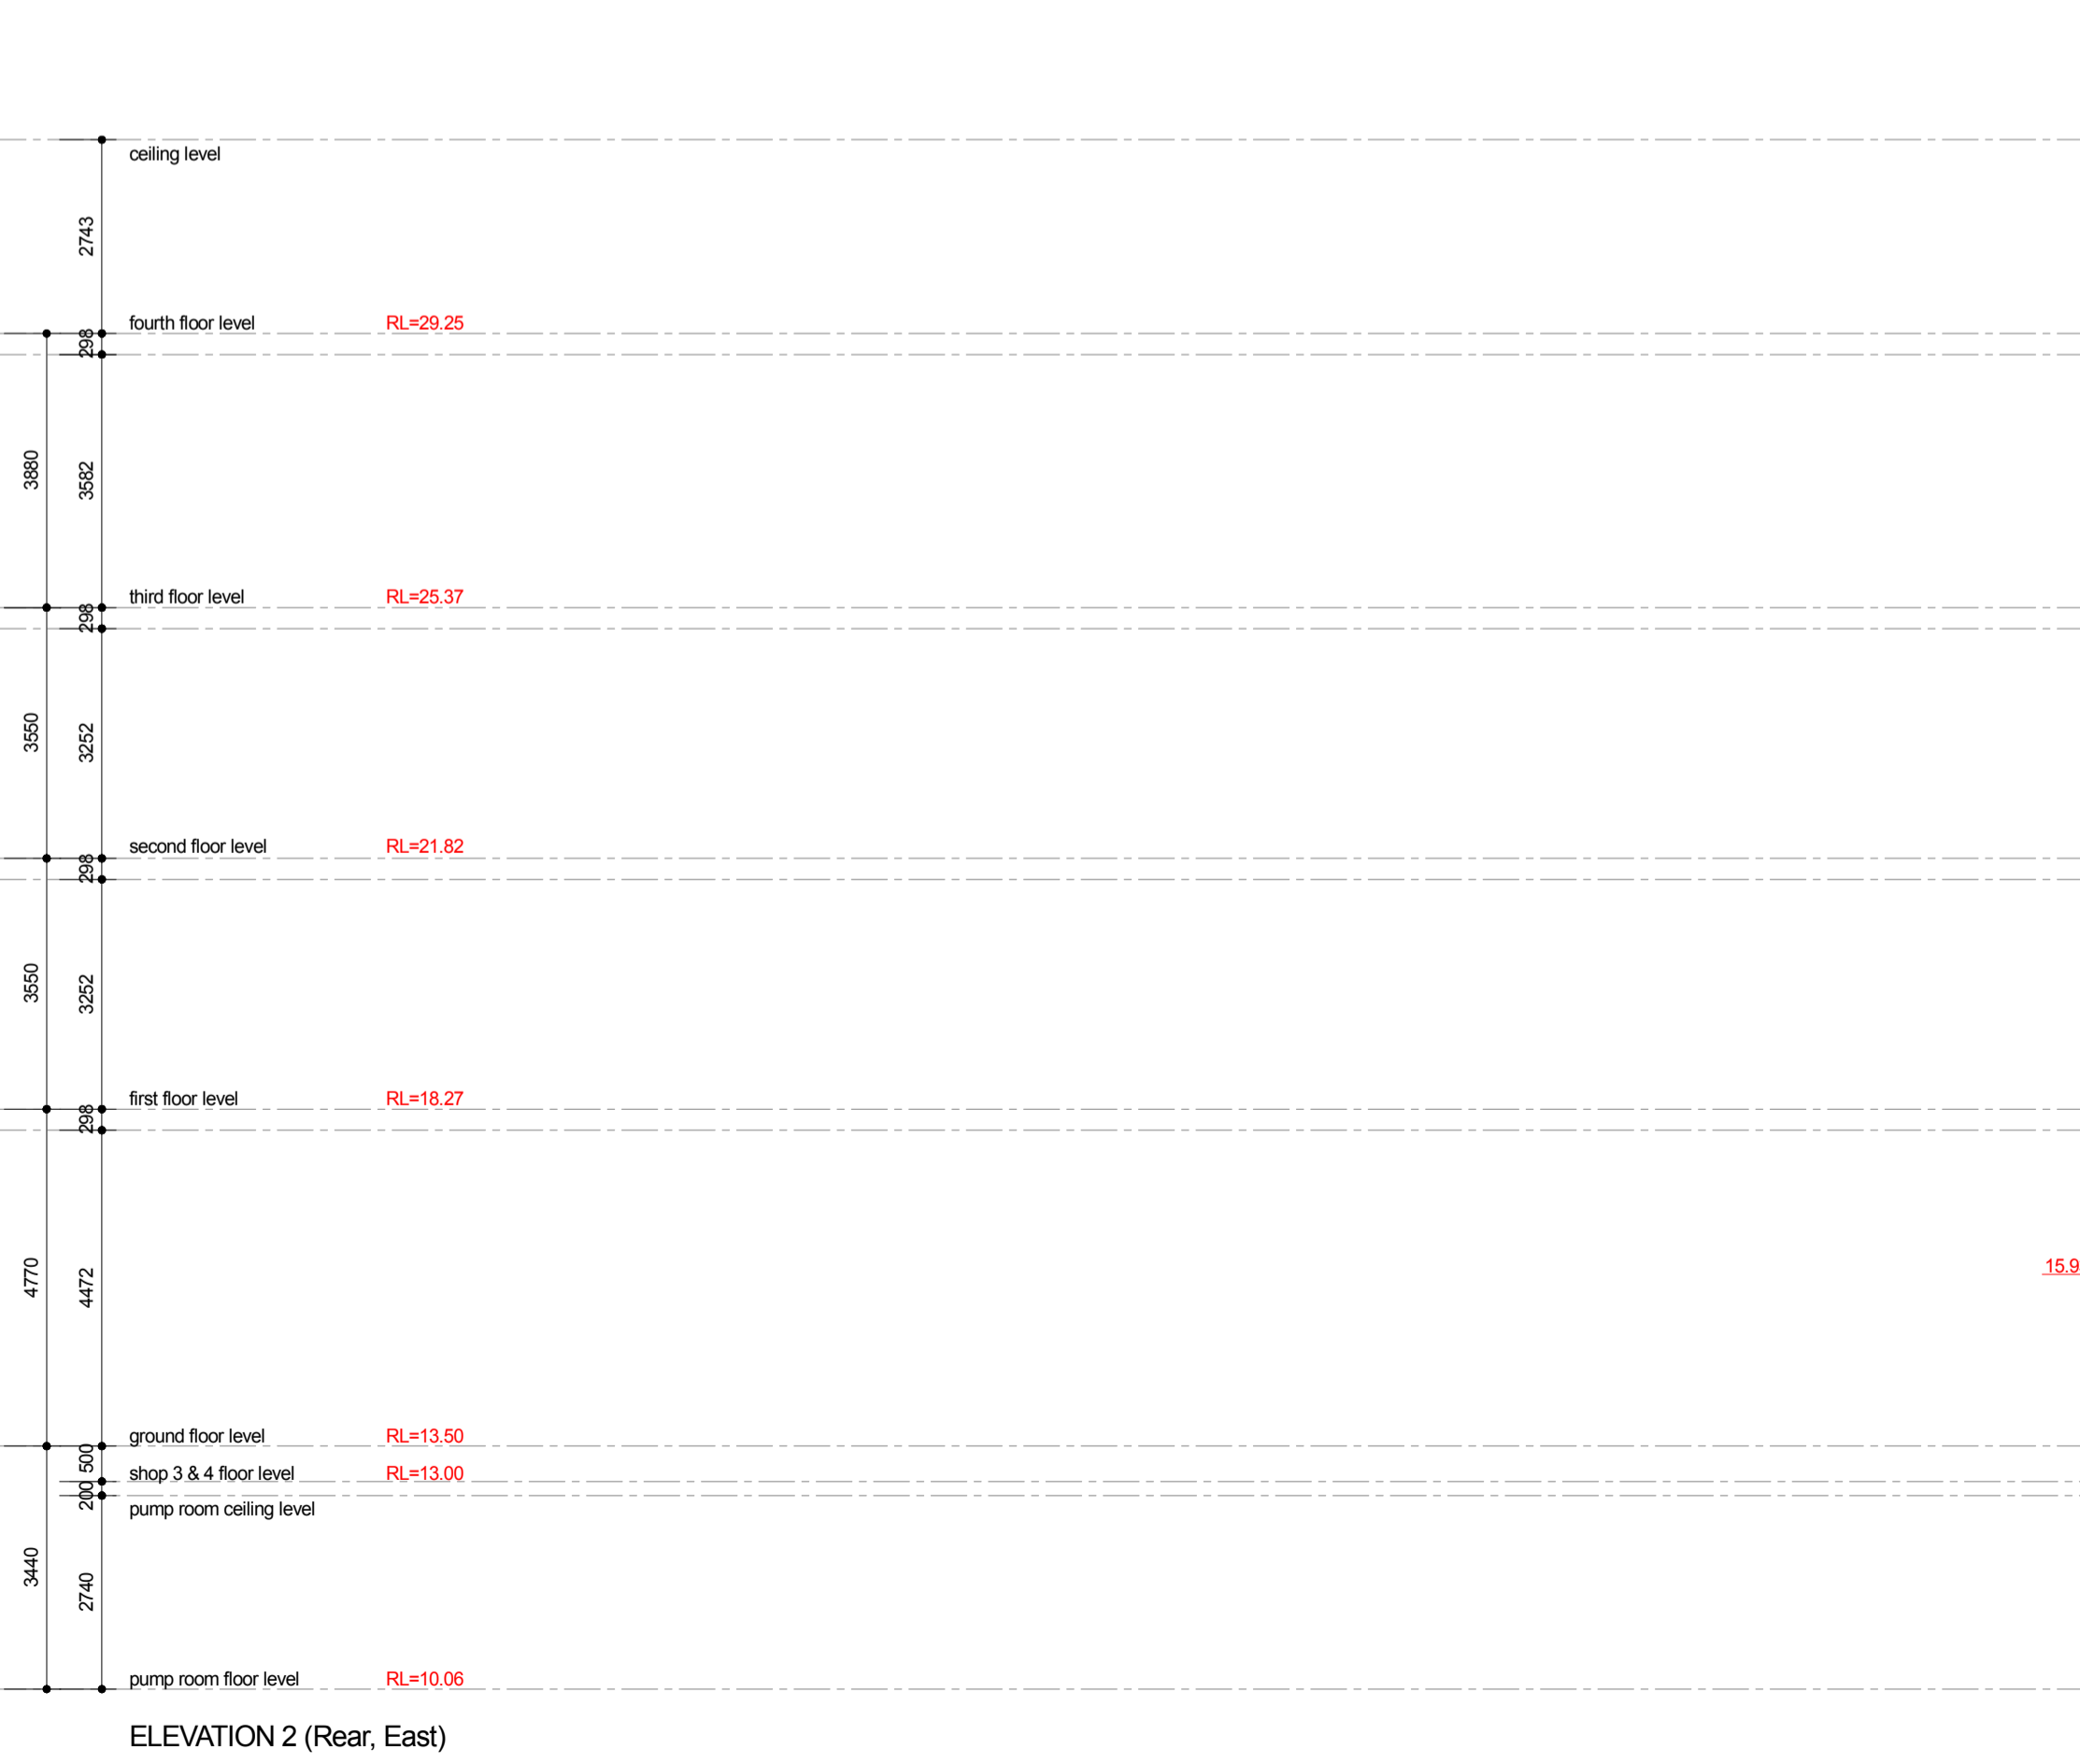 ceiling level
2743
fourth floor level RL=29.25
298
3880
3582
third floor level RL=25.37
298
3550
3252
second floor level RL=21.82
298
3550
3252
first floor level RL=18.27
298
4770
4472
15.9
ground floor level RL=13.50
500
shop 3 & 4 floor level RL=13.00
200
pump room ceiling level
3440
2740
pump room floor level RL=10.06
ELEVATION 2 (Rear, East)